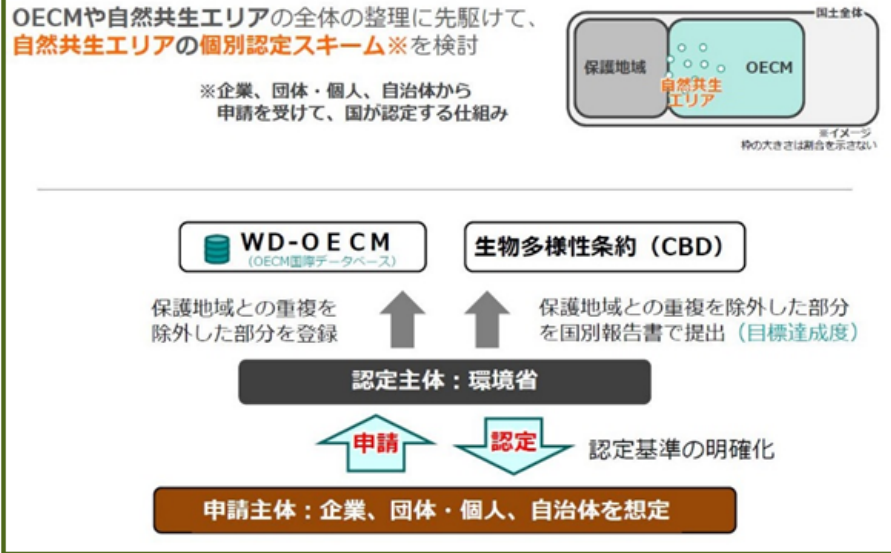 OECMや自然共生エリアの全体の整理に先駆けて、
自然共生エリアの個別認定スキーム※を検討
※企業、団体・個人、自治体から
申請を受けて、国が認定する仕組み
国土全体
保護地域
自然共生
エリア
OECM
※イメージ
枠の大きさは割合を示さない
WD-OECM
(OECM国際データベース)
生物多様性条約（CBD）
保護地域との重複を
除外した部分を登録
保護地域との重複を除外した部分
を国別報告書で提出（目標達成度）
認定主体：環境省
申請
認定
認定基準の明確化
申請主体：企業、団体・個人、自治体を想定